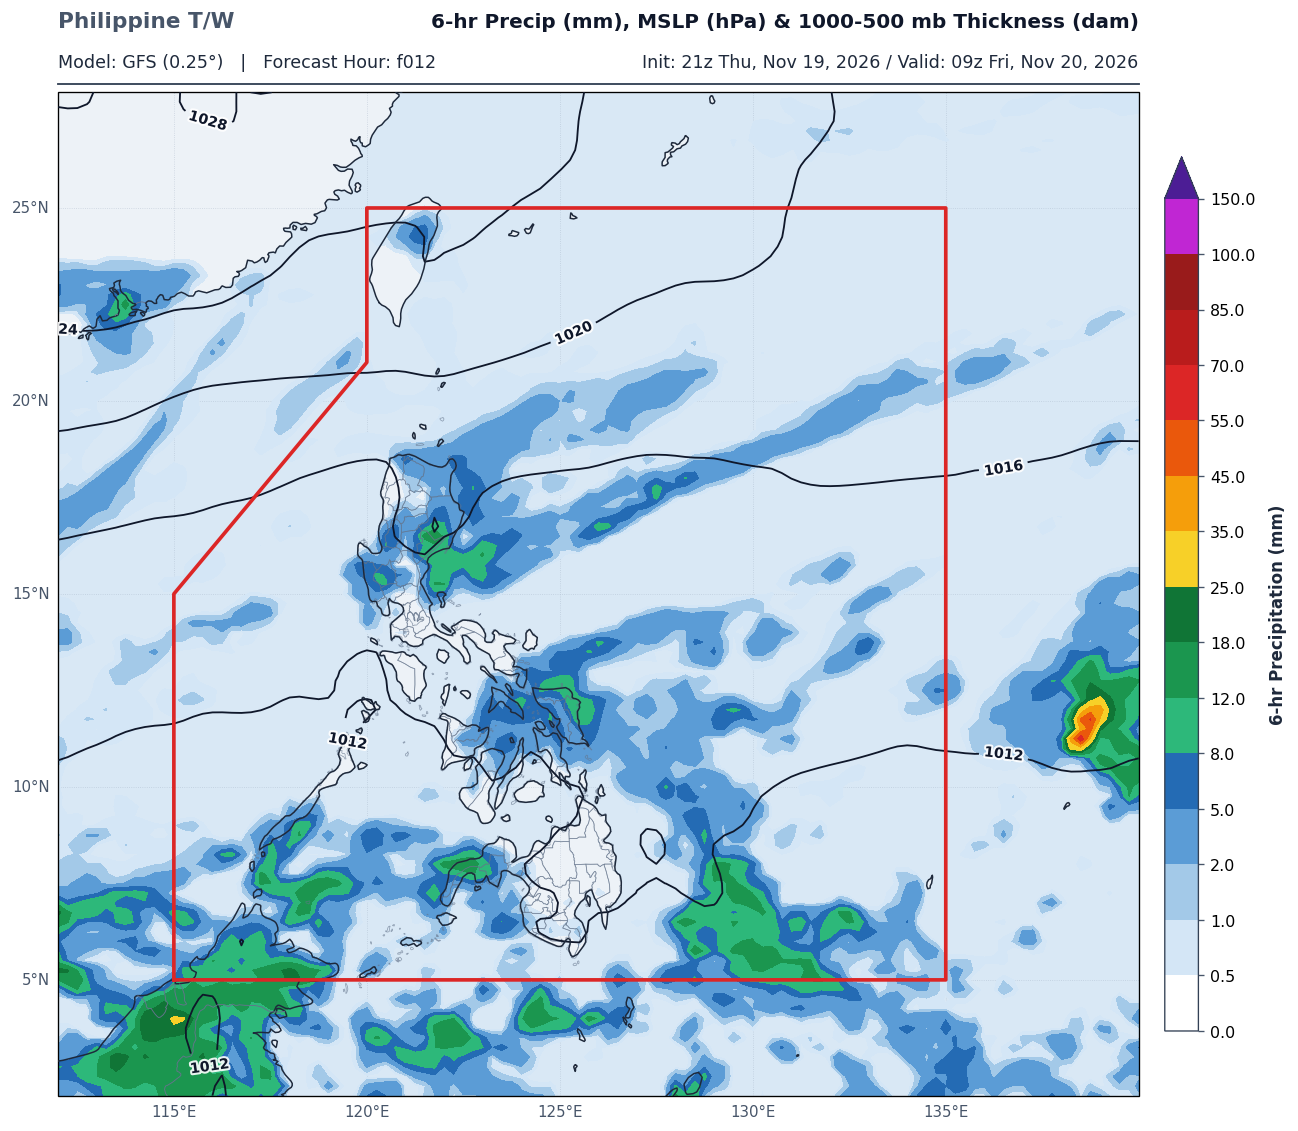 Philippine T/W
6-hr Precip (mm), MSLP (hPa) & 1000-500 mb Thickness (dam)
Model: GFS (0.25°) | Forecast Hour: f012
Init: 21z Thu, Nov 19, 2026 / Valid: 09z Fri, Nov 20, 2026
1028
24
1020
1016
1012
1012
1012
25°N
20°N
15°N
10°N
5°N
115°E
120°E
125°E
130°E
135°E
150.0
100.0
85.0
70.0
55.0
45.0
35.0
25.0
18.0
12.0
8.0
5.0
2.0
1.0
0.5
0.0
6-hr Precipitation (mm)